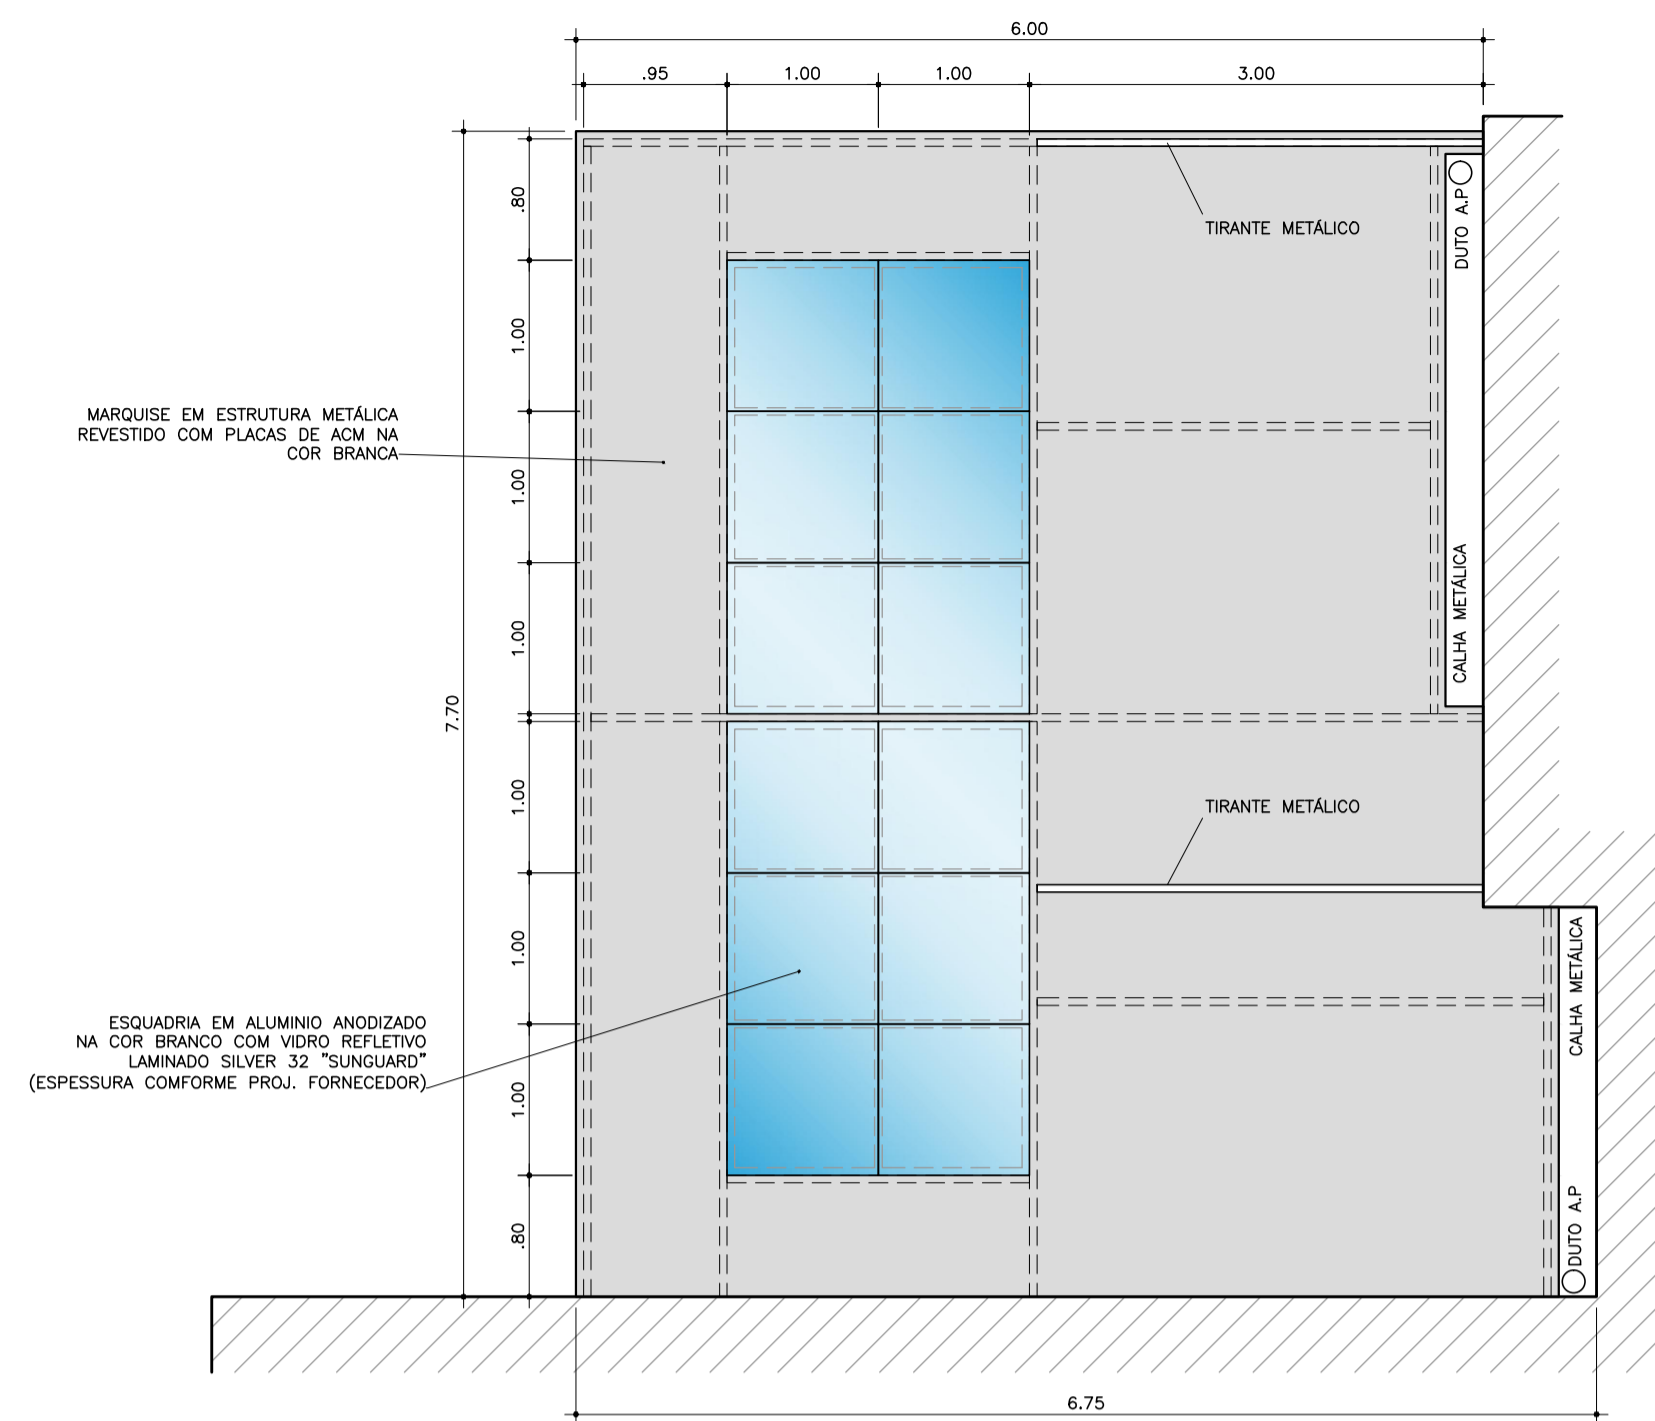 6.00
.95
1.00
1.00
3.00
.80
TIRANTE METÁLICO
DUTO A.P
1.00
MARQUISE EM ESTRUTURA METÁLICA
REVESTIDO COM PLACAS DE ACM NA
COR BRANCA
1.00
CALHA METÁLICA
1.00
7.70
1.00
TIRANTE METÁLICO
1.00
CALHA METÁLICA
ESQUADRIA EM ALUMINIO ANODIZADO
NA COR BRANCO COM VIDRO REFLETIVO
LAMINADO SILVER 32 "SUNGUARD"
(ESPESSURA COMFORME PROJ. FORNECEDOR)
1.00
.80
DUTO A.P
6.75